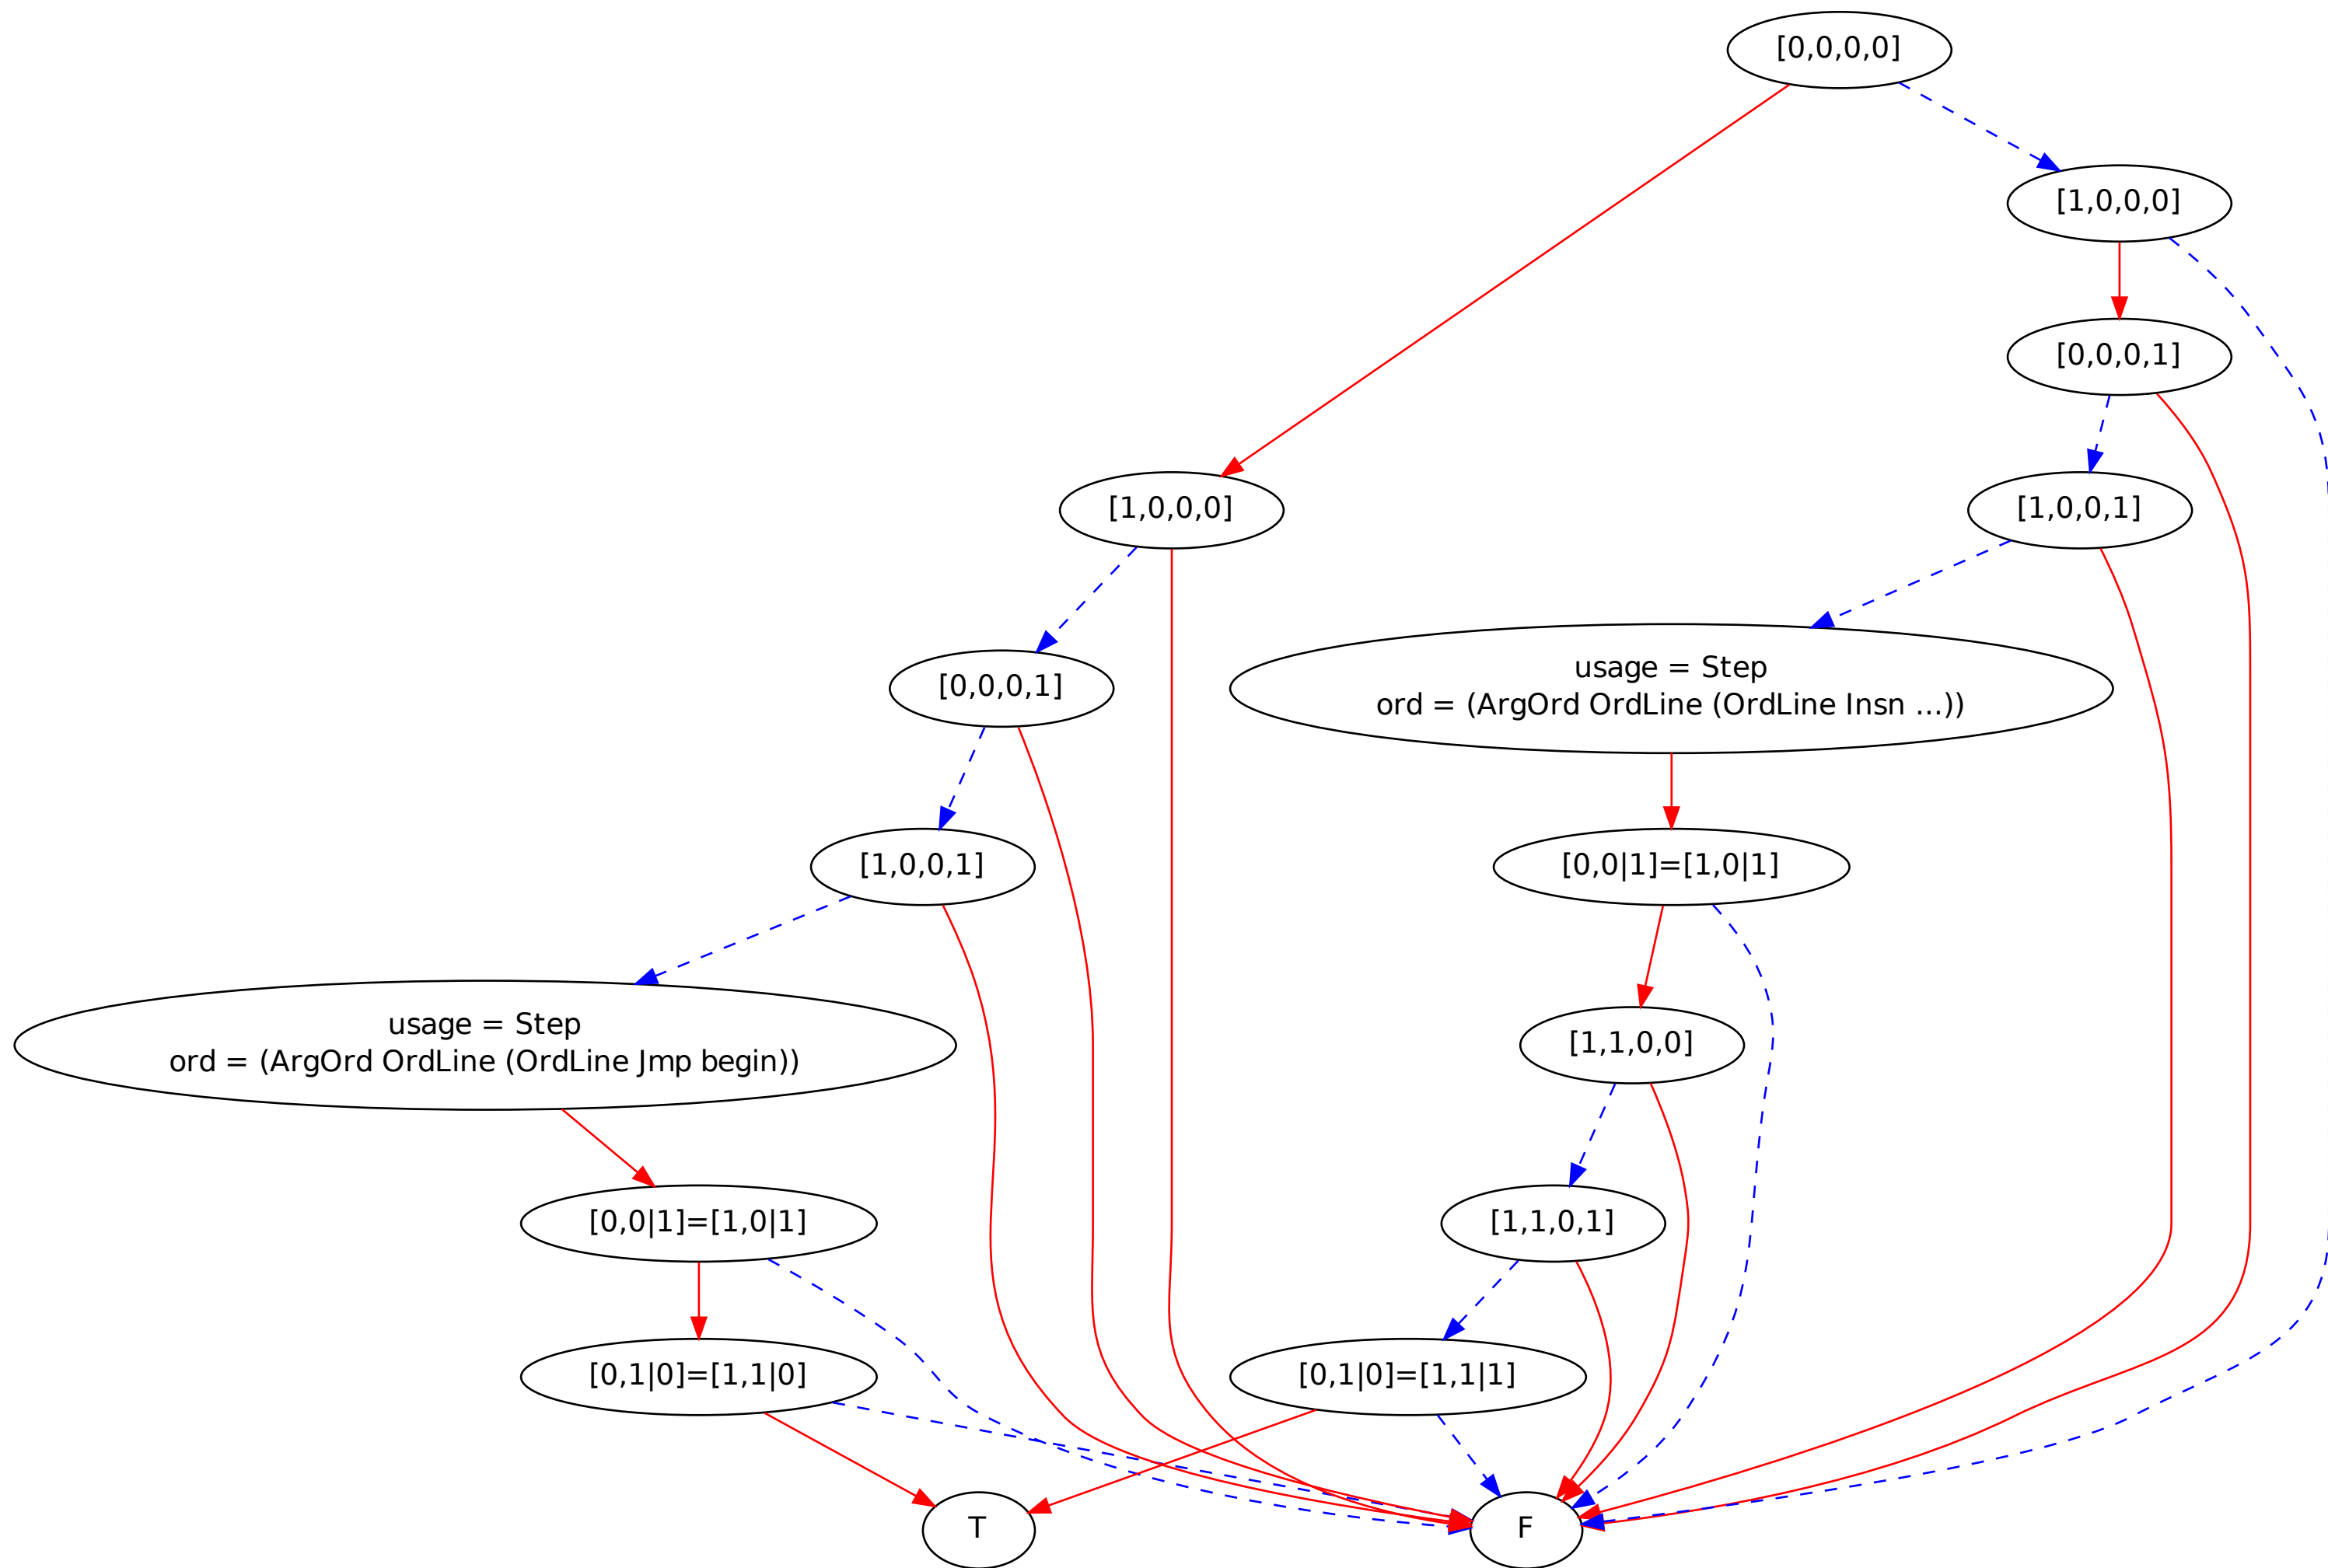 [0,0,0,0]
[1,0,0,0]
[0,0,0,1]
[1,0,0,0]
[1,0,0,1]
[0,0,0,1]
usage = Step
ord = (ArgOrd OrdLine (OrdLine Insn ...))
[1,0,0,1]
[0,0|1]=[1,0|1]
usage = Step
ord = (ArgOrd OrdLine (OrdLine Jmp begin))
[1,1,0,0]
[0,0|1]=[1,0|1]
[1,1,0,1]
[0,1|0]=[1,1|0]
[0,1|0]=[1,1|1]
T
F